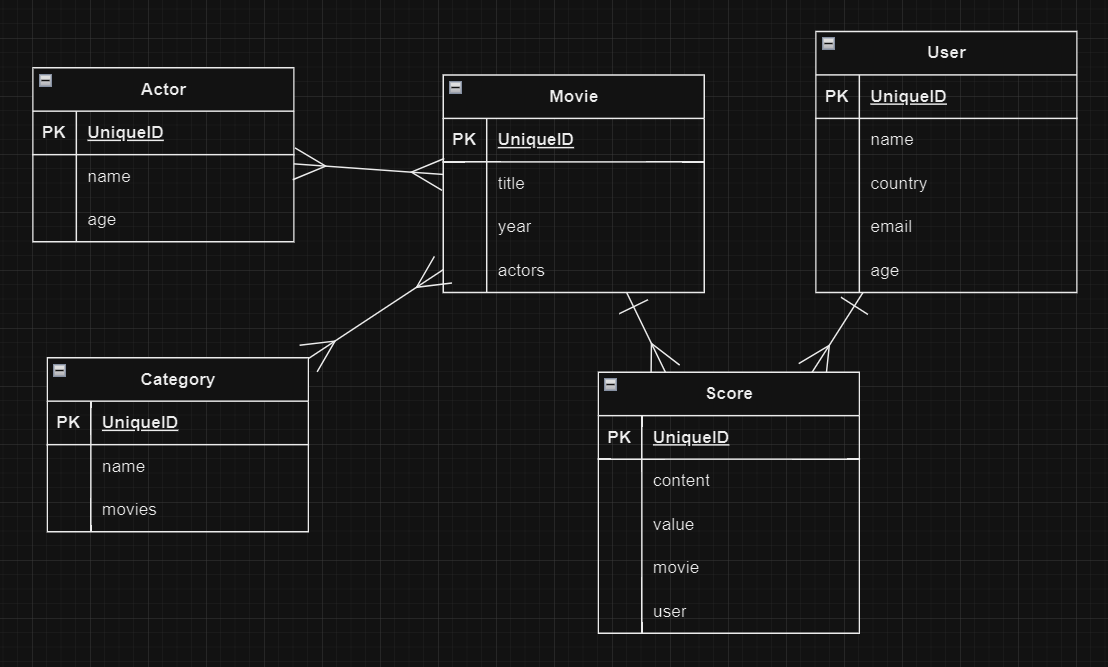 Actor
PK UniqueID
name
age
Movie
PK UniqueID
title
year
actors
User
PK UniqueID
name
country
email
age
Category
PK UniqueID
name
movies
Score
PK UniqueID
content
value
movie
user